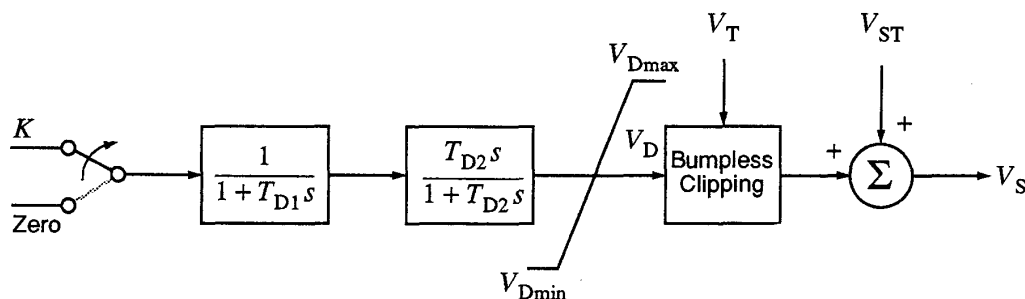 K
Zero
1
1 + T_D1 s
T_D2 s
1 + T_D2 s
V_Dmax
V_Dmin
V_D
V_T
Bumpless
Clipping
V_ST
+
+
Σ
V_S